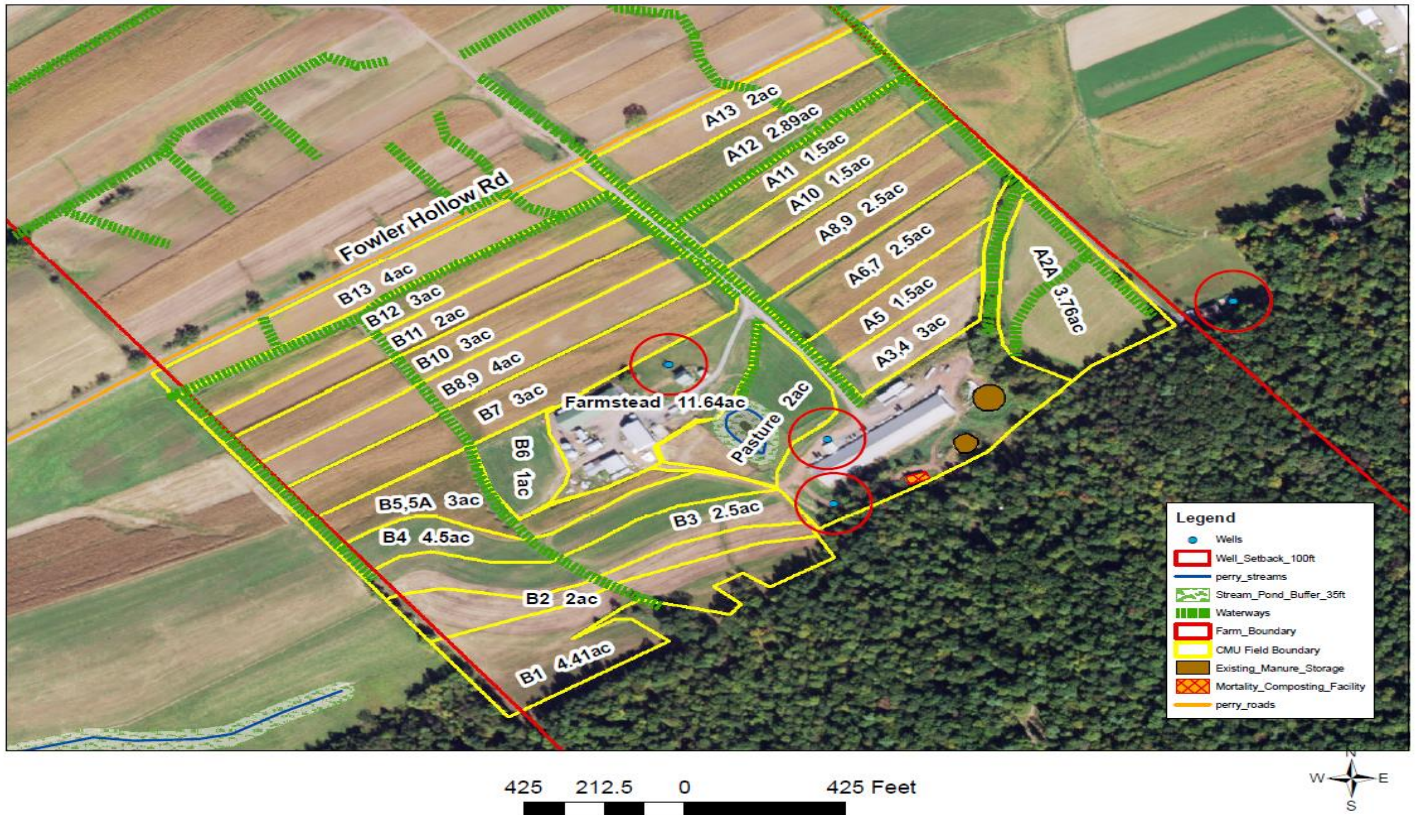 A13 2ac
A12 2.89ac
A11 1.5ac
A10 1.5ac
A8,9 2.5ac
A6,7 2.5ac
A5 1.5ac
A3,4 3ac
A2A 3.76ac
Fowler Hollow Rd
B13 4ac
B12 3ac
B11 2ac
B10 3ac
B8,9 4ac
B7 3ac
Farmstead 11.64ac
Pasture 2ac
B6 1ac
B5,5A 3ac
B4 4.5ac
B3 2.5ac
B2 2ac
B1 4.41ac
Legend
Wells
Well_Setback_100ft
perry_streams
Stream_Pond_Buffer_35ft
Waterways
Farm_Boundary
CMU Field Boundary
Existing_Manure_Storage
Mortality_Composting_Facility
perry_roads
425 212.5 0 425 Feet
N
W E
S